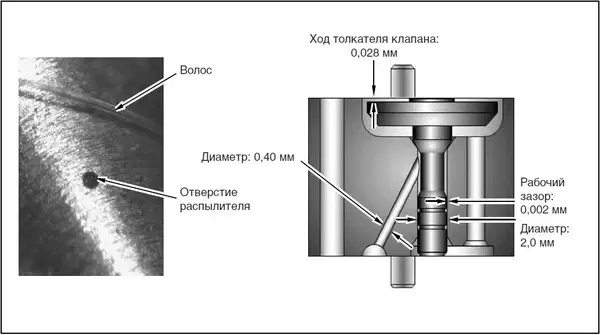 Волос
Отверстие
распылителя
Ход толкателя клапана:
0,028 мм
Диаметр: 0,40 мм
Рабочий
зазор:
0,002 мм
Диаметр:
2,0 мм